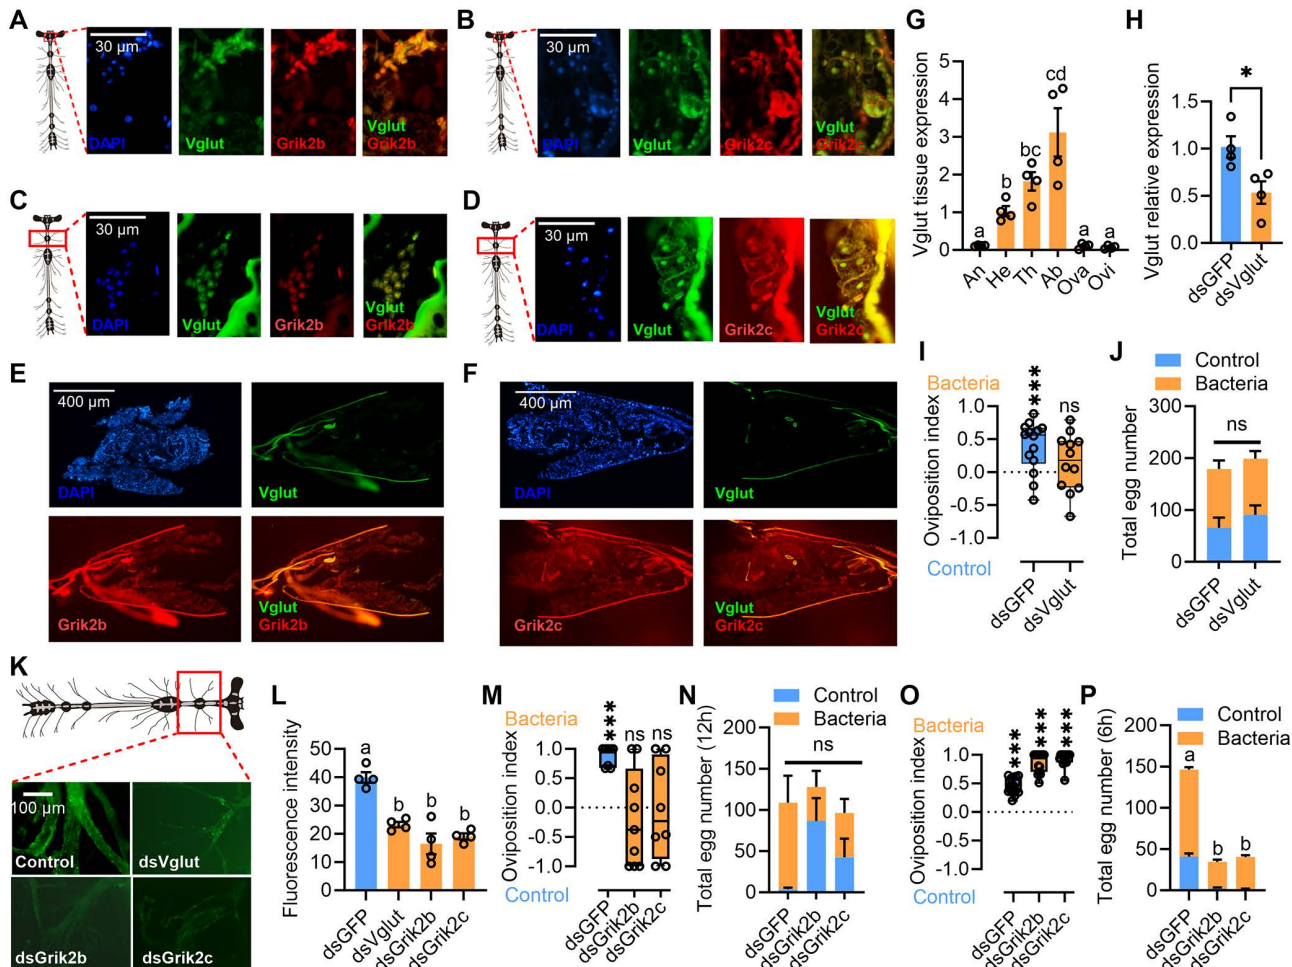 A
30 µm
DAPI
Vglut
Grik2b
Vglut
Grik2b
B
30 µm
DAPI
Vglut
Grik2c
Vglut
Grik2c
C
30 µm
DAPI
Vglut
Grik2b
Vglut
Grik2b
D
30 µm
DAPI
Vglut
Grik2c
Vglut
Grik2c
E
400 µm
DAPI
Vglut
Grik2b
Vglut
Grik2b
F
400 µm
DAPI
Vglut
Grik2c
Vglut
Grik2c
G
Vglut tissue expression
5
4
3
2
1
0
a
b
bc
cd
a
a
An
He
Th
Ab
Ova
Ovi
H
Vglut relative expression
1.5
1.0
0.5
0.0
*
dsGFP
dsVglut
I
Bacteria
Oviposition index
Control
1.0
0.5
0.0
-0.5
-1.0
***
ns
dsGFP
dsVglut
J
Control
Bacteria
Total egg number
300
200
100
0
ns
dsGFP
dsVglut
K
100 µm
Control
dsVglut
dsGrik2b
dsGrik2c
L
Fluorescence intensity
50
40
30
20
10
0
a
b
b
b
dsGFP
dsVglut
dsGrik2b
dsGrik2c
M
Bacteria
Oviposition index
Control
1.0
0.5
0.0
-0.5
-1.0
***
ns
ns
dsGFP
dsGrik2b
dsGrik2c
N
Control
Bacteria
Total egg number (12h)
200
150
100
50
0
ns
dsGFP
dsGrik2b
dsGrik2c
O
Bacteria
Oviposition index
Control
1.0
0.5
0.0
-0.5
-1.0
***
***
***
dsGFP
dsGrik2b
dsGrik2c
P
Control
Bacteria
Total egg number (6h)
200
150
100
50
0
a
b
b
dsGFP
dsGrik2b
dsGrik2c